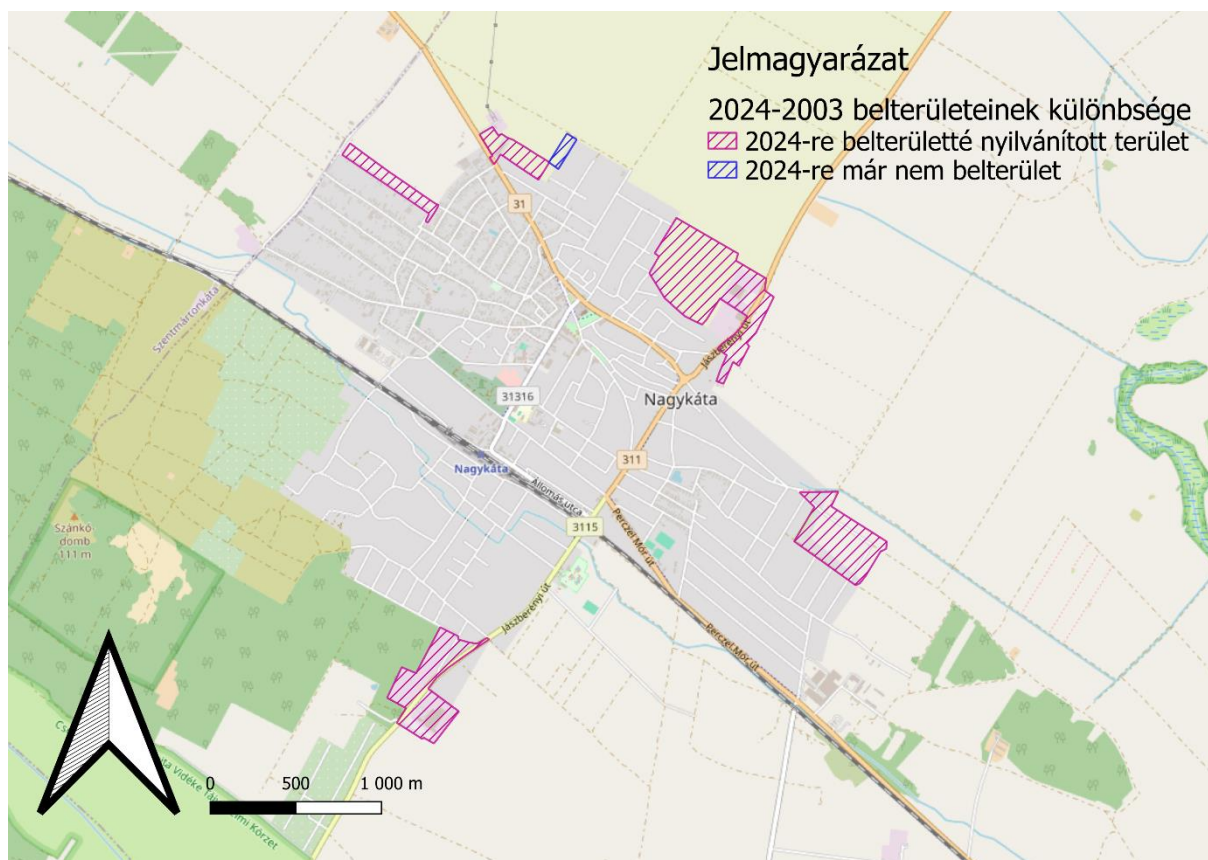 Jelmagyarázat
2024-2003 belterületeinek különbsége
2024-re belterületté nyilvánított terület
2024-re már nem belterület
31
Szentmártonkáta
Jászberényi út
31316
Nagykáta
311
Nagykáta
Állomás utca
3115
Perczel Mór út
Szánkó-
domb
111 m
Jászberényi út
Perczel Mór út
Vidéke
Körzet
0 500 1 000 m